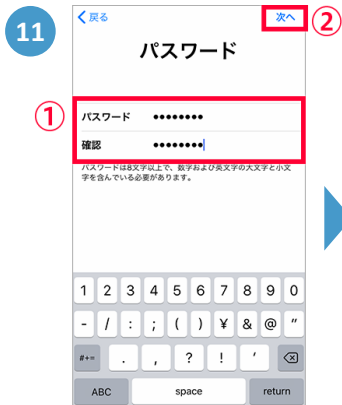 11
戻る
次へ
②
パスワード
①
パスワード ••••••••
確認 ••••••••
パスワードは8文字以上で、数字および英文字の大文字と小文
字を含んでいる必要があります。
1 2 3 4 5 6 7 8 9 0
- / : ; ( ) ¥ & @ "
#+= . , ? ! ' 
ABC space return